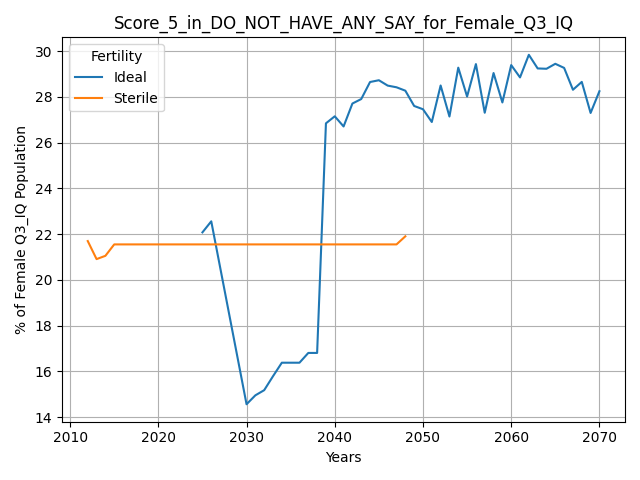 Score_5_in_DO_NOT_HAVE_ANY_SAY_for_Female_Q3_IQ
Fertility
Ideal
Sterile
% of Female Q3_IQ Population
30
28
26
24
22
20
18
16
14
2010 2020 2030 2040 2050 2060 2070
Years